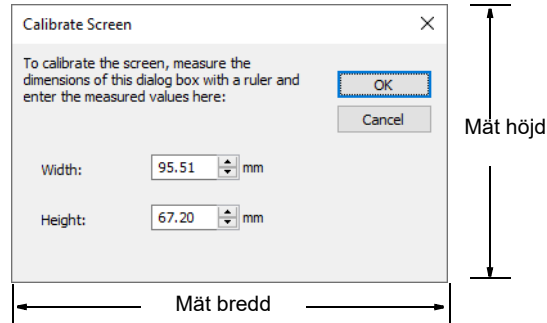 Calibrate Screen
To calibrate the screen, measure the
dimensions of this dialog box with a ruler and
enter the measured values here:
OK
Cancel
Mät höjd
Width:
95.51
mm
Height:
67.20
mm
Mät bredd